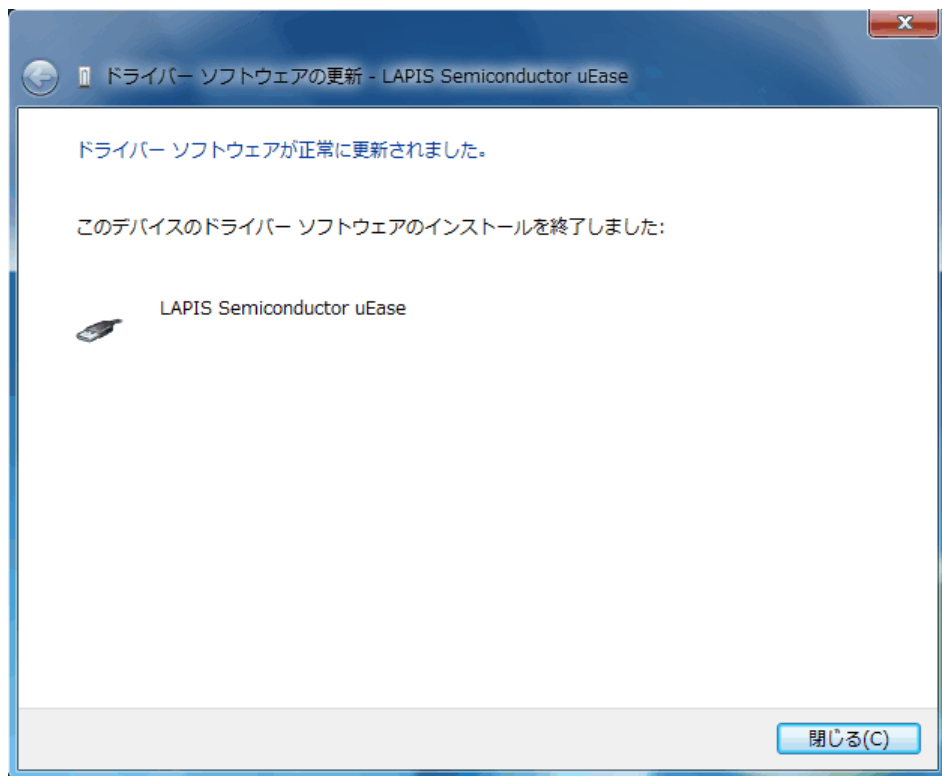 ドライバー ソフトウェアの更新 - LAPIS Semiconductor uEase
ドライバー ソフトウェアが正常に更新されました。
このデバイスのドライバー ソフトウェアのインストールを終了しました:
LAPIS Semiconductor uEase
閉じる(C)